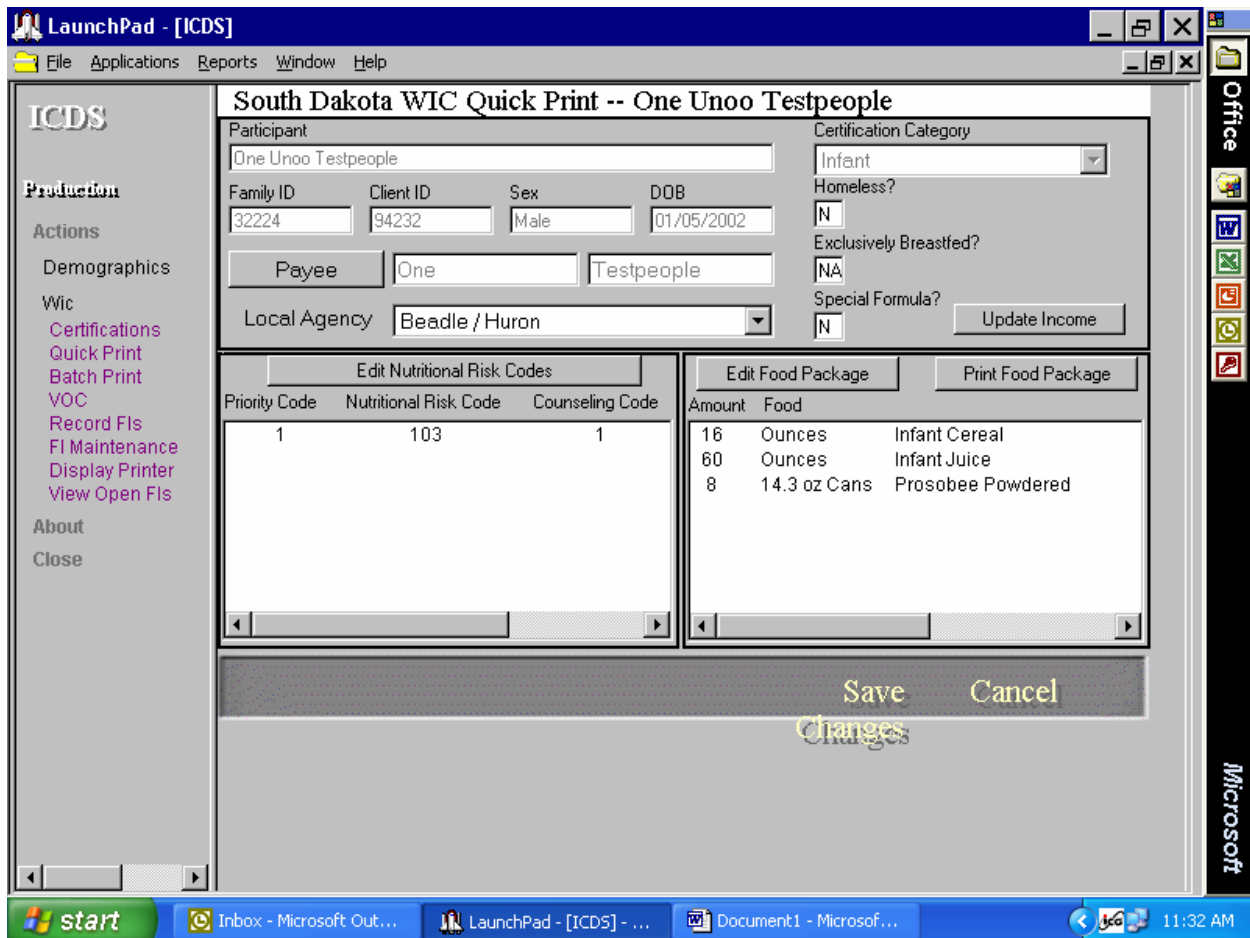 LaunchPad - [ICDS]
File Applications Reports Window Help
Office
ICDS
Production
Actions
Demographics
Wic
Certifications
Quick Print
Batch Print
VOC
Record FIs
FI Maintenance
Display Printer
View Open FIs
About
Close
South Dakota WIC Quick Print -- One Unoo Testpeople
Participant
One Unoo Testpeople
Certification Category
Infant
Family ID Client ID Sex DOB
32224 94232 Male 01/05/2002
Homeless?
N
Exclusively Breastfed?
NA
Payee One Testpeople
Special Formula?
N
Local Agency Beadle / Huron
Update Income
Edit Nutritional Risk Codes
Priority Code Nutritional Risk Code Counseling Code
1 103 1
Edit Food Package Print Food Package
Amount Food
16 Ounces Infant Cereal
60 Ounces Infant Juice
8 14.3 oz Cans Prosobee Powdered
Save Changes
Cancel
Microsoft
start Inbox - Microsoft Out... LaunchPad - [ICDS] - ... Document1 - Microsof... 11:32 AM